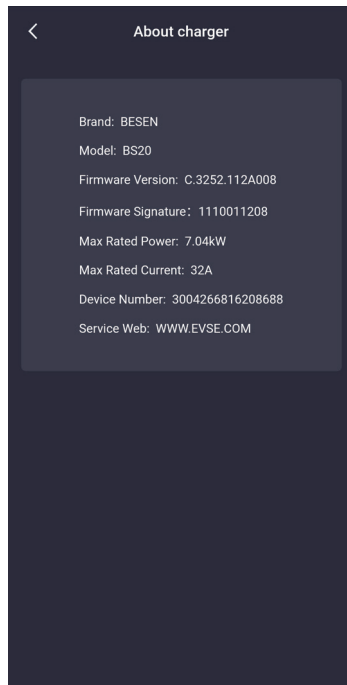 About charger
Brand: BESEN
Model: BS20
Firmware Version: C.3252.112A008
Firmware Signature：1110011208
Max Rated Power: 7.04kW
Max Rated Current: 32A
Device Number: 3004266816208688
Service Web: WWW.EVSE.COM